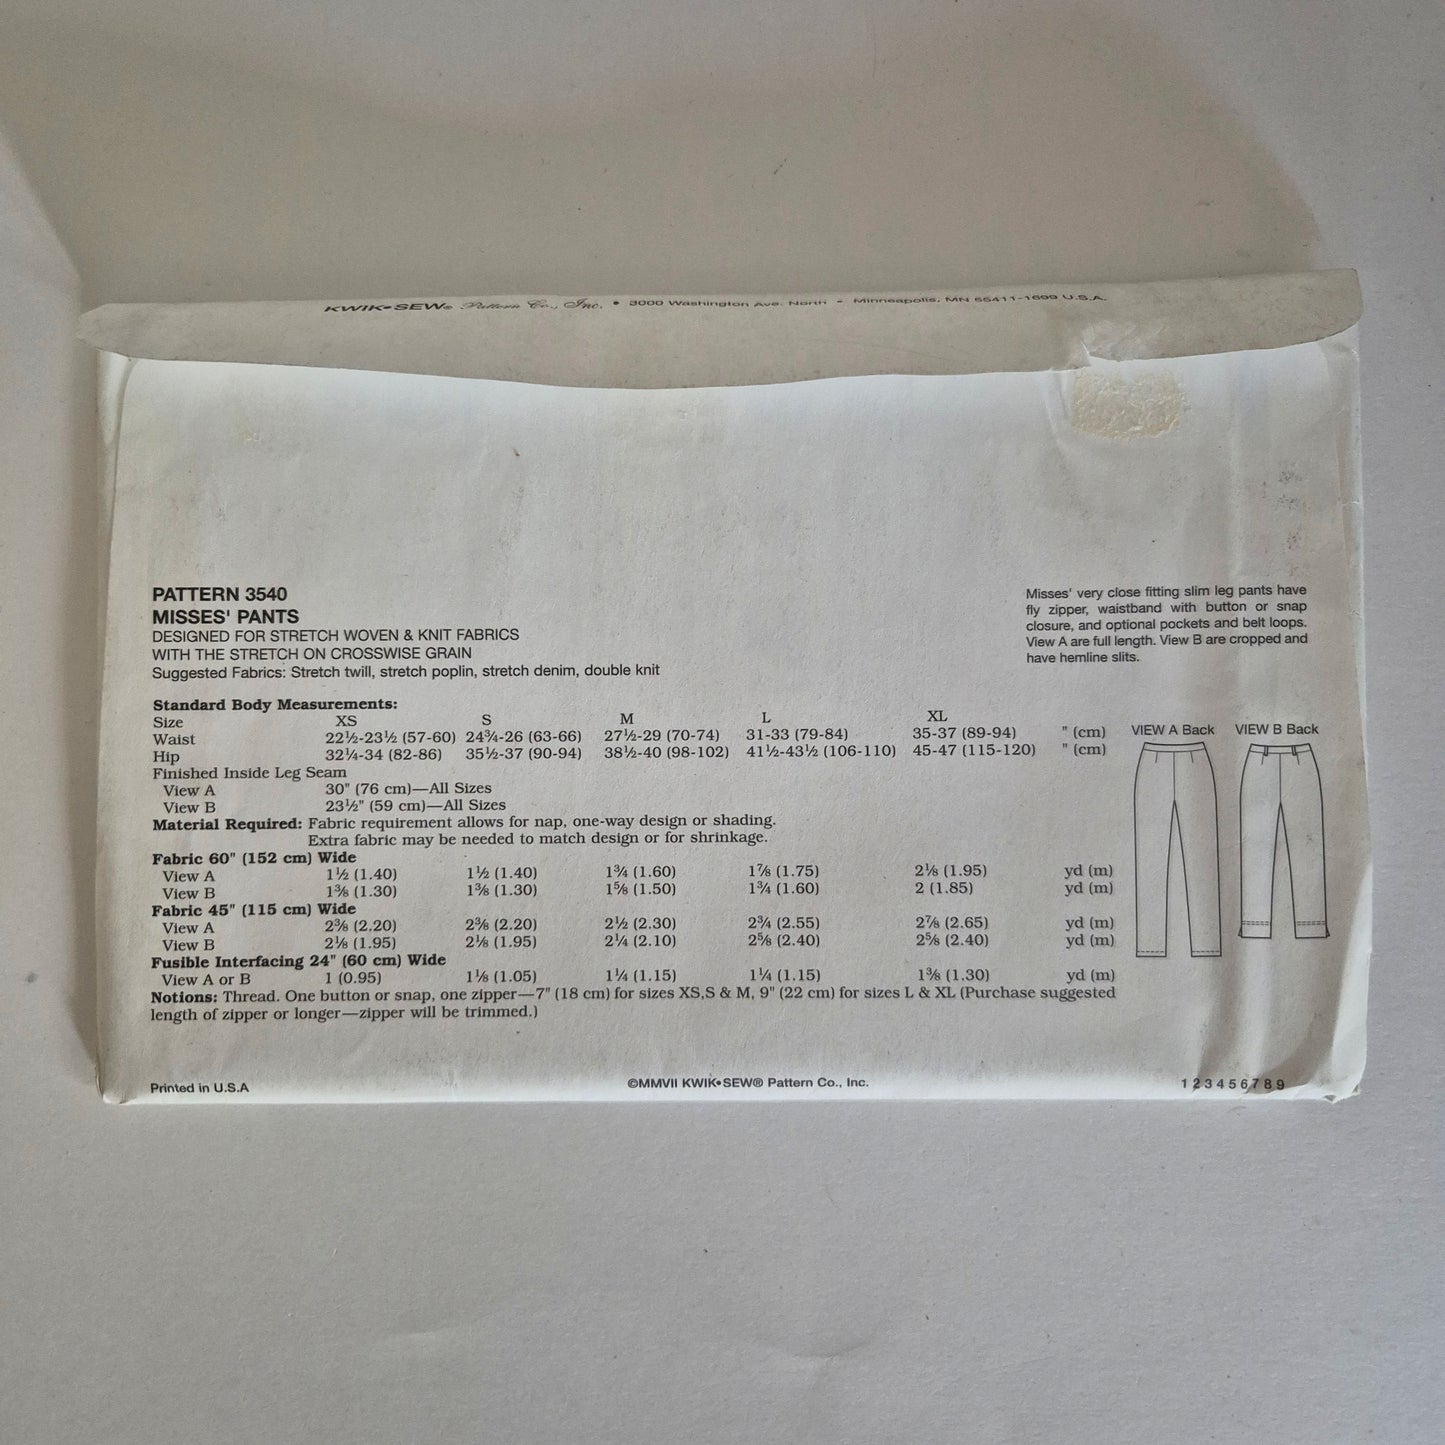 KWIK•SEW® Pattern Co., Inc. • 3000 Washington Ave. North - Minneapolis, MN 55411-1699 U.S.A.
PATTERN 3540
MISSES' PANTS
DESIGNED FOR STRETCH WOVEN & KNIT FABRICS
WITH THE STRETCH ON CROSSWISE GRAIN
Suggested Fabrics: Stretch twill, stretch poplin, stretch denim, double knit
Misses' very close fitting slim leg pants have
fly zipper, waistband with button or snap
closure, and optional pockets and belt loops.
View A are full length. View B are cropped and
have hemline slits.
Standard Body Measurements:
Size XS S M L XL
Waist 22½-23½ (57-60) 24¾-26 (63-66) 27½-29 (70-74) 31-33 (79-84) 35-37 (89-94) " (cm)
Hip 32¼-34 (82-86) 35½-37 (90-94) 38½-40 (98-102) 41½-43½ (106-110) 45-47 (115-120) " (cm)
Finished Inside Leg Seam
View A 30" (76 cm)—All Sizes
View B 23½" (59 cm)—All Sizes
Material Required: Fabric requirement allows for nap, one-way design or shading.
Extra fabric may be needed to match design or for shrinkage.
Fabric 60" (152 cm) Wide
View A 1½ (1.40) 1½ (1.40) 1¾ (1.60) 1⅞ (1.75) 2⅛ (1.95) yd (m)
View B 1⅜ (1.30) 1⅜ (1.30) 1⅝ (1.50) 1¾ (1.60) 2 (1.85) yd (m)
Fabric 45" (115 cm) Wide
View A 2⅜ (2.20) 2⅜ (2.20) 2½ (2.30) 2¾ (2.55) 2⅞ (2.65) yd (m)
View B 2⅛ (1.95) 2⅛ (1.95) 2¼ (2.10) 2⅝ (2.40) 2⅝ (2.40) yd (m)
Fusible Interfacing 24" (60 cm) Wide
View A or B 1 (0.95) 1⅛ (1.05) 1¼ (1.15) 1¼ (1.15) 1⅜ (1.30) yd (m)
Notions: Thread. One button or snap, one zipper—7" (18 cm) for sizes XS,S & M, 9" (22 cm) for sizes L & XL (Purchase suggested
length of zipper or longer—zipper will be trimmed.)
VIEW A Back VIEW B Back
Printed in U.S.A
©MMVII KWIK•SEW® Pattern Co., Inc.
1 2 3 4 5 6 7 8 9